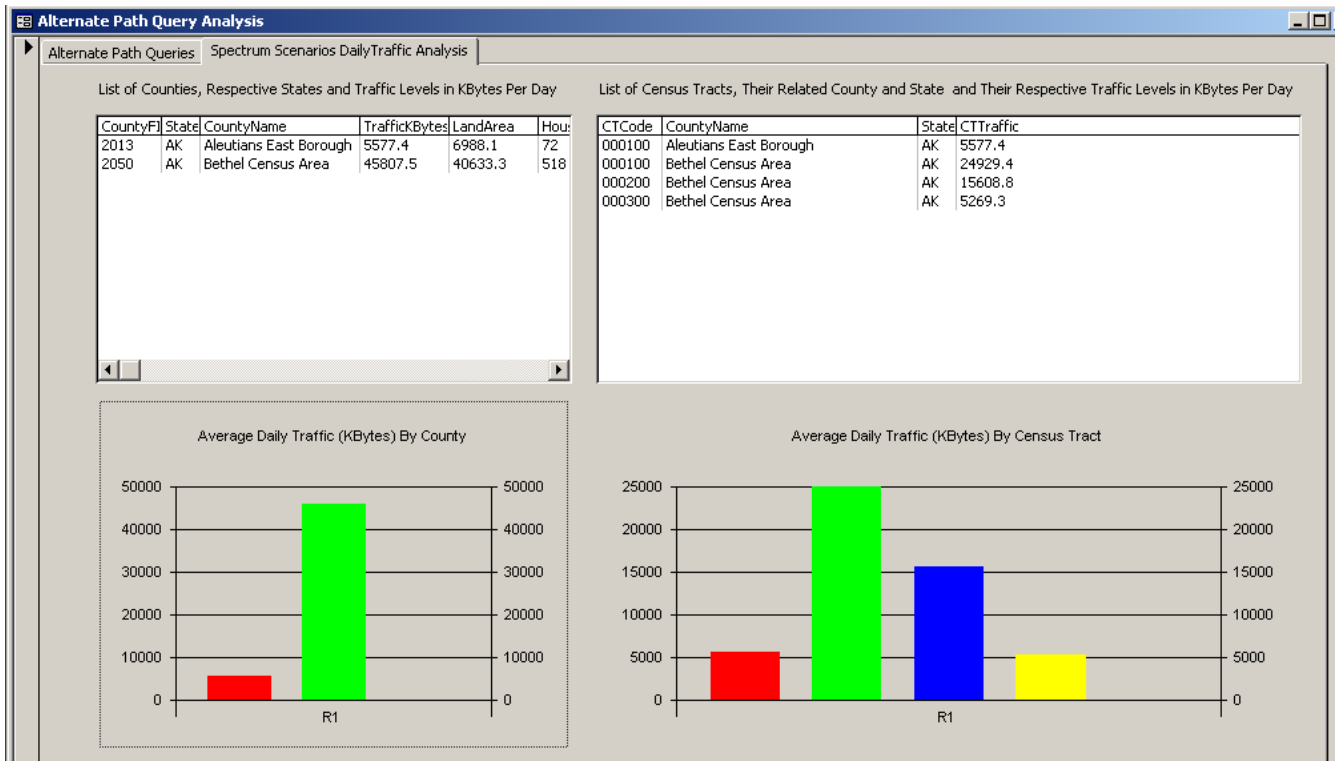 Alternate Path Query Analysis
Alternate Path Queries Spectrum Scenarios DailyTraffic Analysis
List of Counties, Respective States and Traffic Levels in KBytes Per Day
CountyFI State CountyName TrafficKBytes LandArea Hou
2013 AK Aleutians East Borough 5577.4 6988.1 72
2050 AK Bethel Census Area 45807.5 40633.3 518
List of Census Tracts, Their Related County and State and Their Respective Traffic Levels in KBytes Per Day
CTCode CountyName State CTTraffic
000100 Aleutians East Borough AK 5577.4
000100 Bethel Census Area AK 24929.4
000200 Bethel Census Area AK 15608.8
000300 Bethel Census Area AK 5269.3
Average Daily Traffic (KBytes) By County
50000 50000
40000 40000
30000 30000
20000 20000
10000 10000
0 0
R1
Average Daily Traffic (KBytes) By Census Tract
25000 25000
20000 20000
15000 15000
10000 10000
5000 5000
0 0
R1